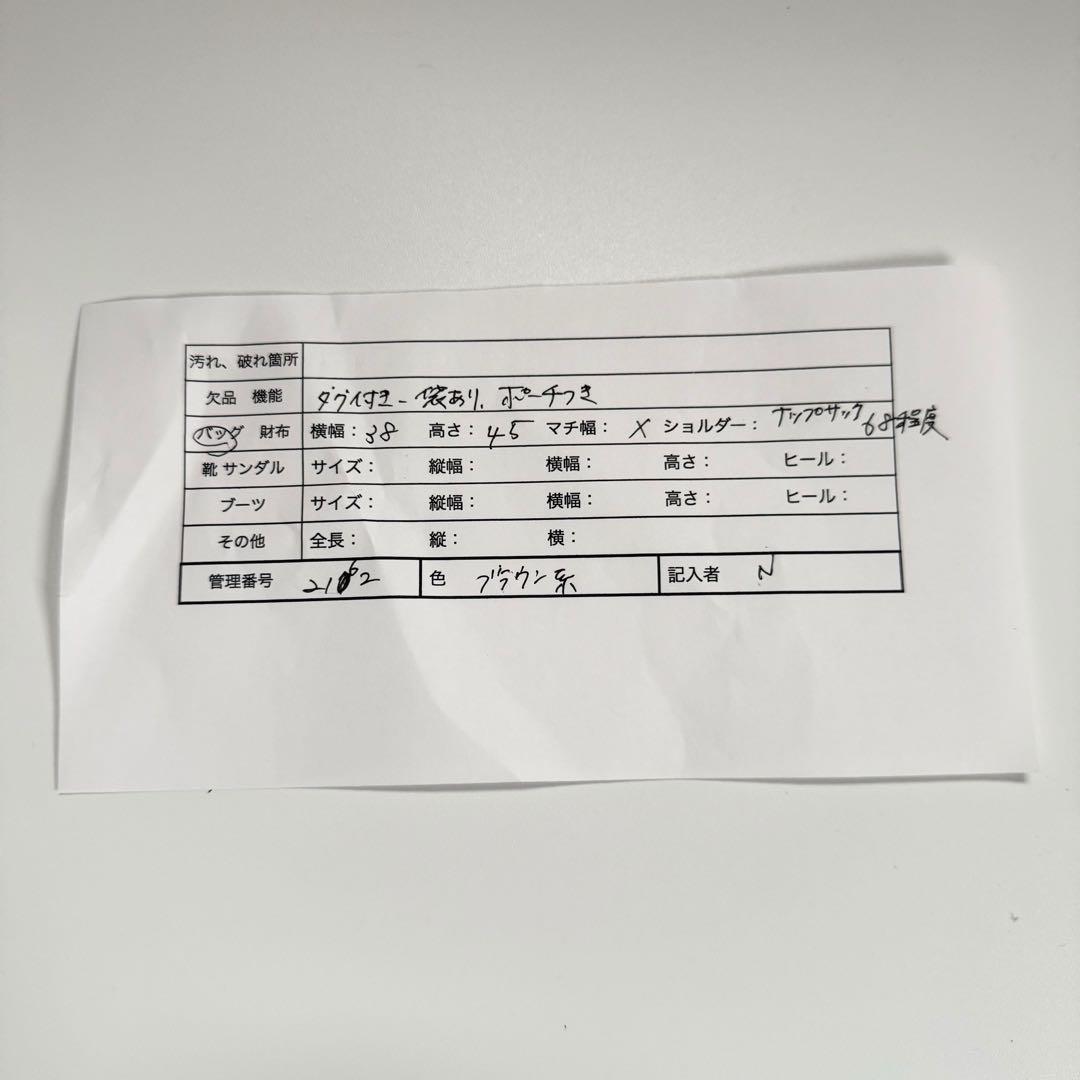 汚れ、破れ箇所
欠品 機能 タグ付き-袋あり、ポーチつき
バッグ 財布 横幅:38 高さ:45 マチ幅: X ショルダー: ナップサック 68程度
靴 サンダル サイズ: 縦幅: 横幅: 高さ: ヒール:
ブーツ サイズ: 縦幅: 横幅: 高さ: ヒール:
その他 全長: 縦: 横:
管理番号 色 ブラウン系 記入者 N